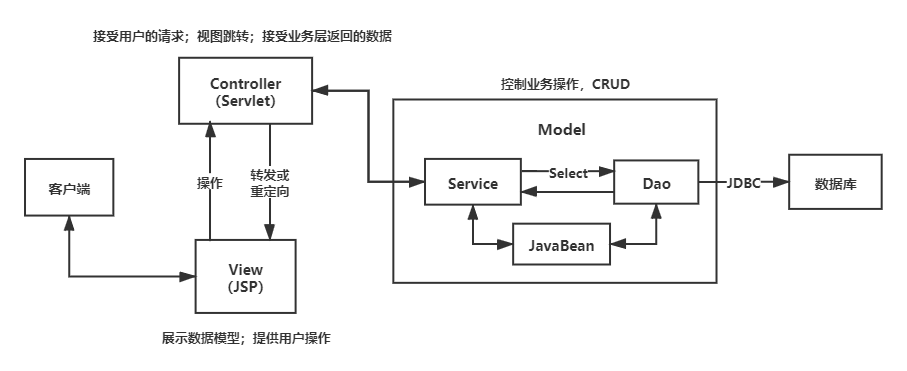 接受用户的请求；视图跳转；接受业务层返回的数据
Controller
（Servlet）
控制业务操作，CRUD
Model
客户端
操作
转发或
重定向
Service
Select
Dao
JDBC
数据库
JavaBean
View
（JSP）
展示数据模型；提供用户操作